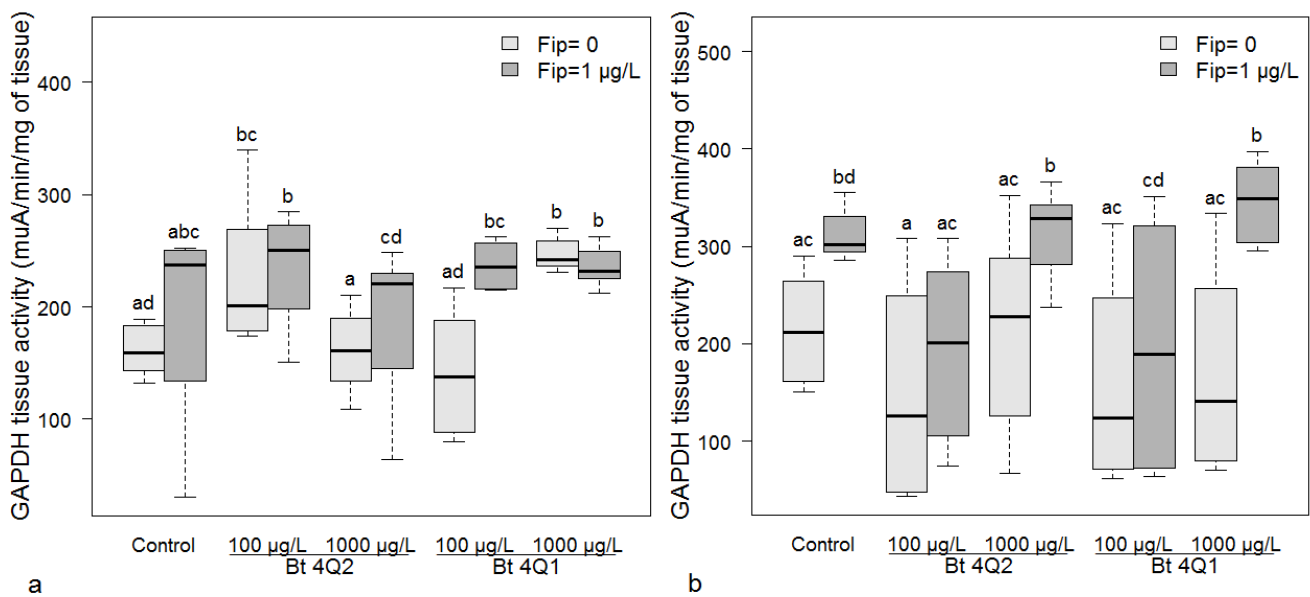 GAPDH tissue activity (muA/min/mg of tissue)
Fip= 0
Fip=1 µg/L
400
300
200
100
ad
abc
bc
b
a
cd
ad
bc
b
b
Control
100 µg/L
1000 µg/L
100 µg/L
1000 µg/L
Bt 4Q2
Bt 4Q1
a
GAPDH tissue activity (muA/min/mg of tissue)
Fip= 0
Fip=1 µg/L
500
400
300
200
100
ac
bd
a
ac
ac
b
ac
cd
ac
b
Control
100 µg/L
1000 µg/L
100 µg/L
1000 µg/L
Bt 4Q2
Bt 4Q1
b